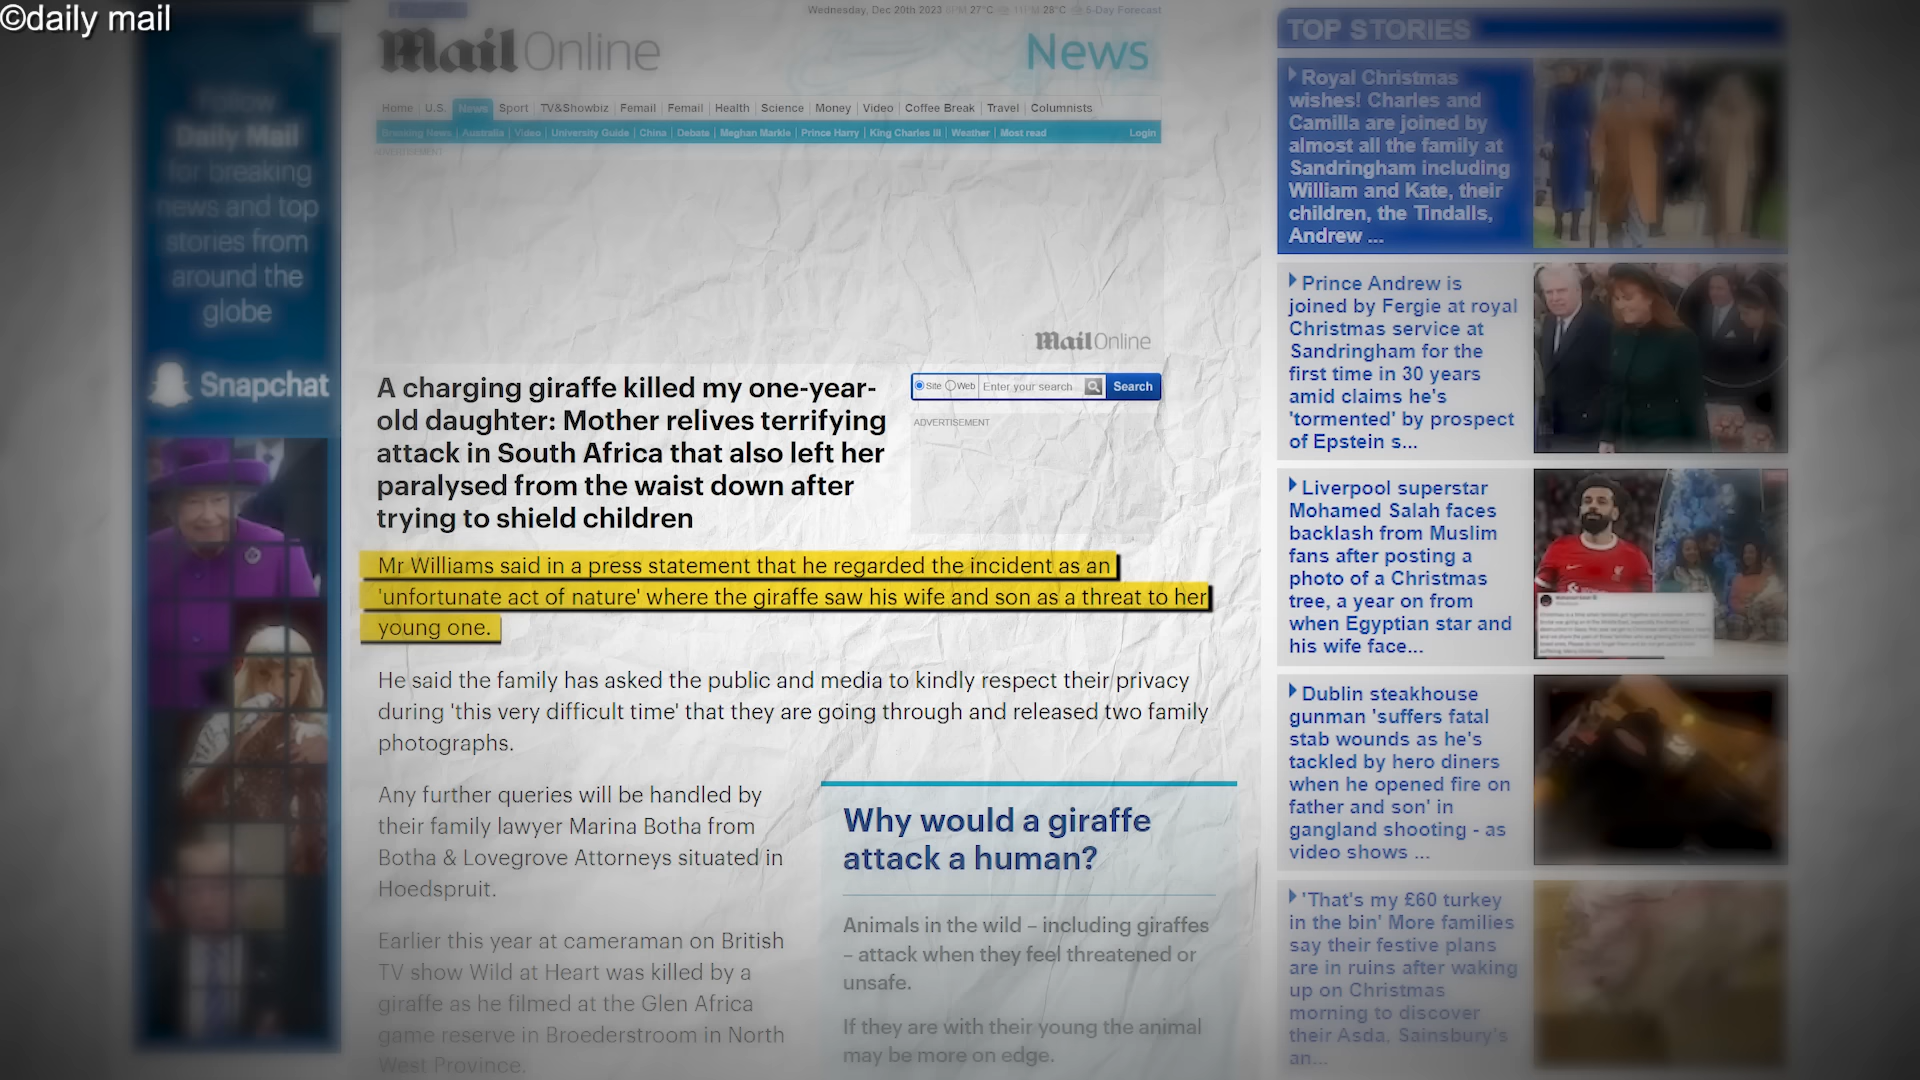 ©daily mail
Wednesday, Dec 20th 2023 8PM 27°C 11PM 28°C 5-Day Forecast
Mail Online
News
Home U.S. News Sport TV&Showbiz Femail Femail Health Science Money Video Coffee Break Travel Columnists
Breaking News Australia Video University Guide China Debate Meghan Markle Prince Harry King Charles III Weather Most read Login
ADVERTISEMENT
Follow
Daily Mail
for breaking
news and top
stories from
around the
globe
Snapchat
Mail Online
A charging giraffe killed my one-year-
old daughter: Mother relives terrifying
attack in South Africa that also left her
paralysed from the waist down after
trying to shield children
Site Web Enter your search Search
ADVERTISEMENT
Mr Williams said in a press statement that he regarded the incident as an
'unfortunate act of nature' where the giraffe saw his wife and son as a threat to her
young one.
He said the family has asked the public and media to kindly respect their privacy
during 'this very difficult time' that they are going through and released two family
photographs.
Any further queries will be handled by
their family lawyer Marina Botha from
Botha & Lovegrove Attorneys situated in
Hoedspruit.
Earlier this year at cameraman on British
TV show Wild at Heart was killed by a
giraffe as he filmed at the Glen Africa
game reserve in Broederstroom in North
West Province.
Why would a giraffe
attack a human?
Animals in the wild – including giraffes
– attack when they feel threatened or
unsafe.
If they are with their young the animal
may be more on edge.
TOP STORIES
Royal Christmas
wishes! Charles and
Camilla are joined by
almost all the family at
Sandringham including
William and Kate, their
children, the Tindalls,
Andrew ...
Prince Andrew is
joined by Fergie at royal
Christmas service at
Sandringham for the
first time in 30 years
amid claims he's
'tormented' by prospect
of Epstein s...
Liverpool superstar
Mohamed Salah faces
backlash from Muslim
fans after posting a
photo of a Christmas
tree, a year on from
when Egyptian star and
his wife face...
Dublin steakhouse
gunman 'suffers fatal
stab wounds as he's
tackled by hero diners
when he opened fire on
father and son' in
gangland shooting - as
video shows ...
'That's my £60 turkey
in the bin' More families
say their festive plans
are in ruins after waking
up on Christmas
morning to discover
their Asda, Sainsbury's
an...